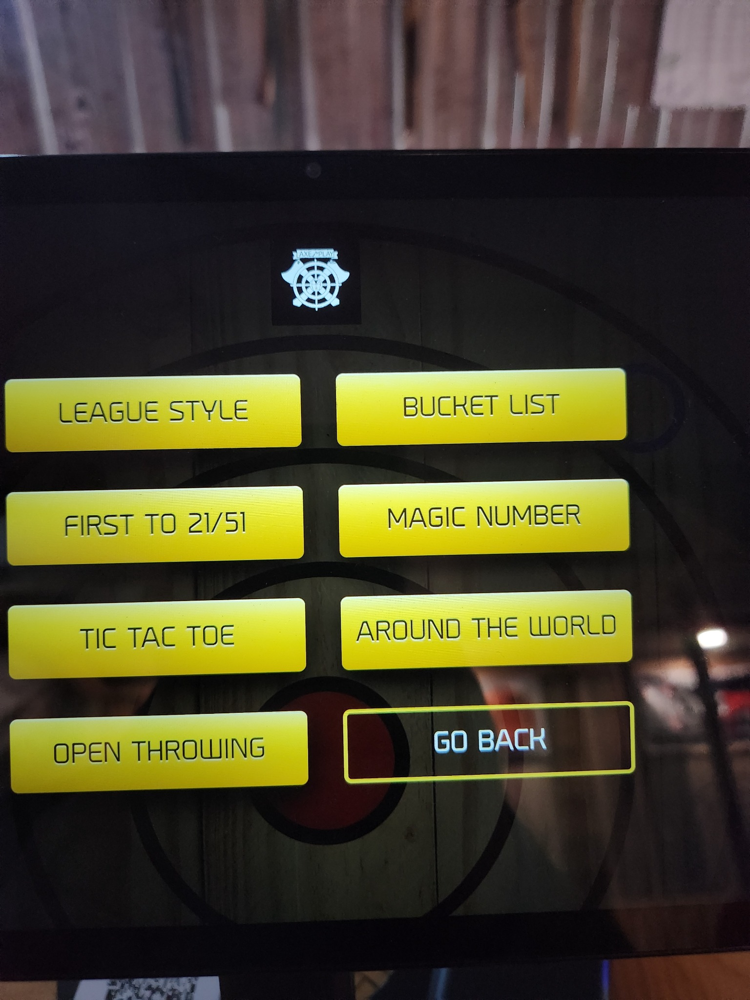 AXE PLAY
LEAGUE STYLE
BUCKET LIST
FIRST TO 21/51
MAGIC NUMBER
TIC TAC TOE
AROUND THE WORLD
OPEN THROWING
GO BACK